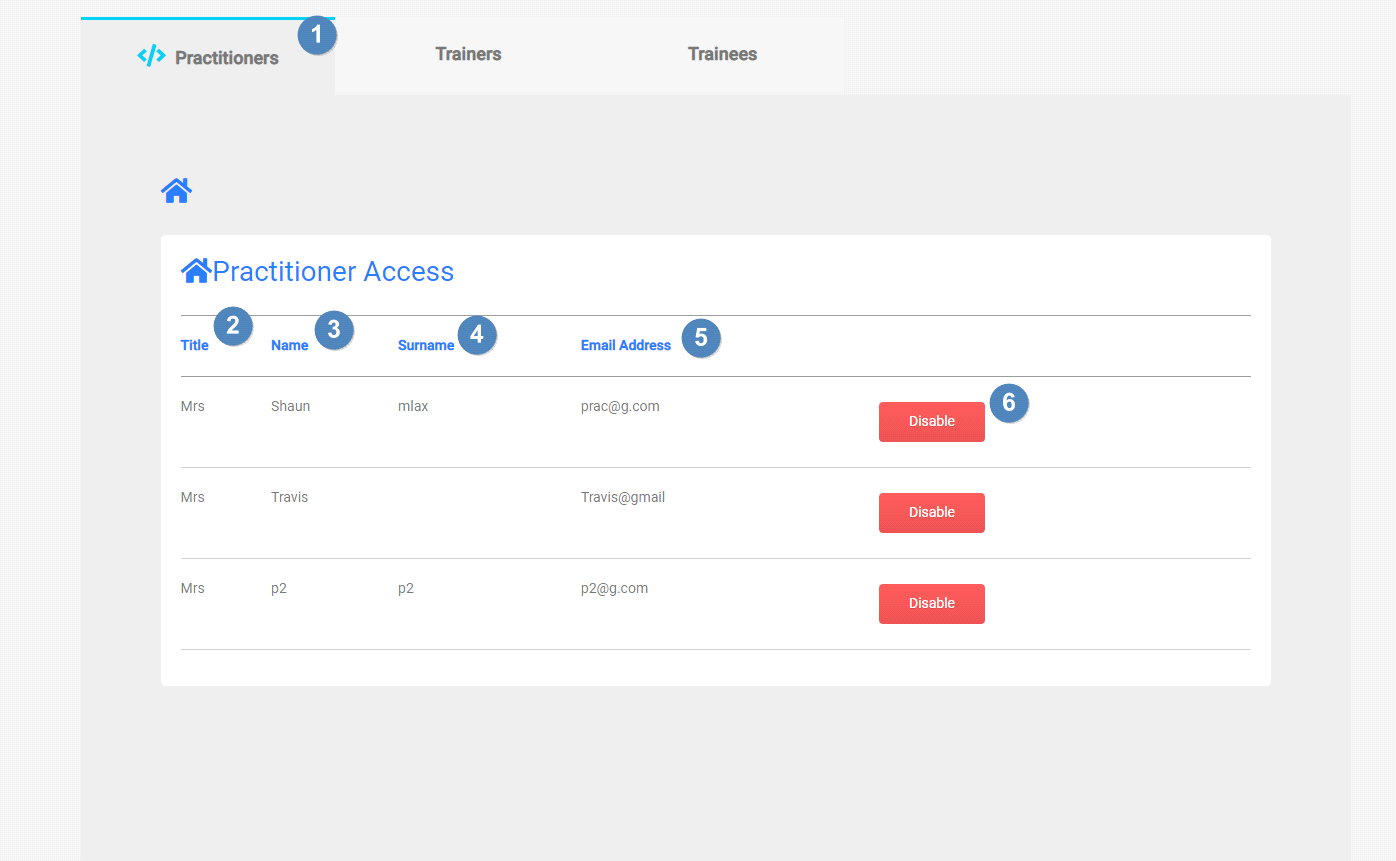 Practitioners 1 Trainers Trainees
Practitioner Access
Title 2 Name 3 Surname 4 Email Address 5
Mrs Shaun mlax prac@g.com Disable 6
Mrs Travis Travis@gmail Disable
Mrs p2 p2 p2@g.com Disable